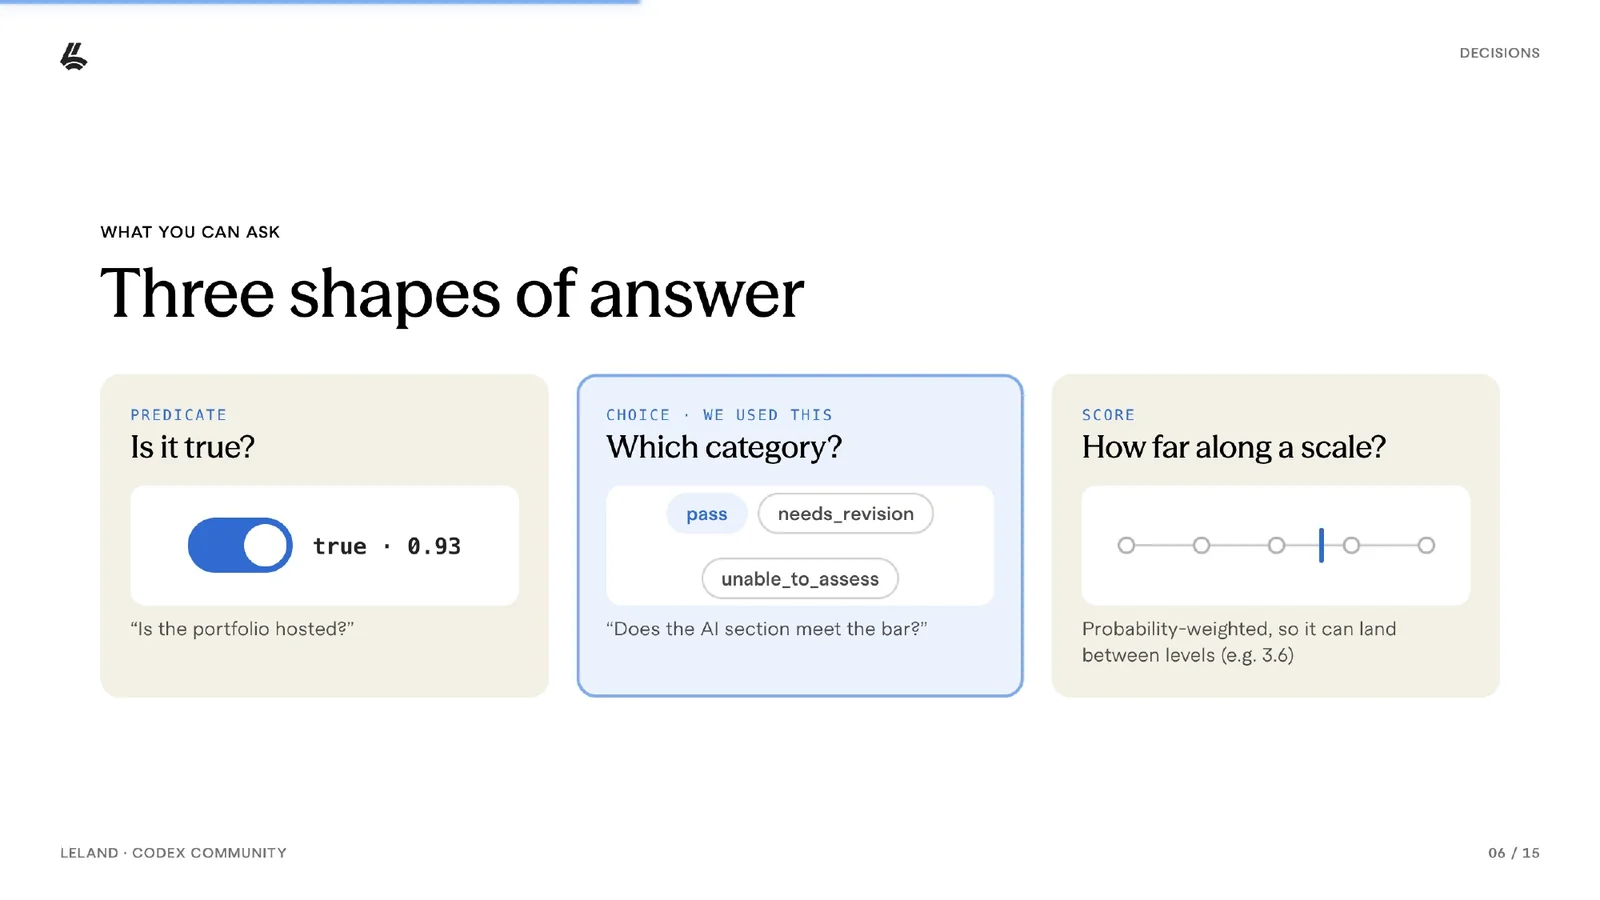 DECISIONS
WHAT YOU CAN ASK
Three shapes of answer
PREDICATE
Is it true?
true · 0.93
“Is the portfolio hosted?”
CHOICE · WE USED THIS
Which category?
pass
needs_revision
unable_to_assess
“Does the AI section meet the bar?”
SCORE
How far along a scale?
Probability-weighted, so it can land
between levels (e.g. 3.6)
LELAND · CODEX COMMUNITY
06 / 15